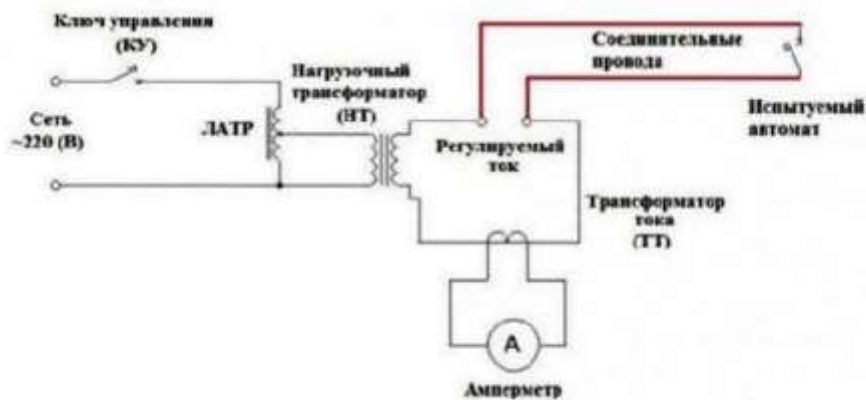 Ключ управления
(КУ)
Сеть
~220 (В)
ЛАТР
Нагрузочный
трансформатор
(НТ)
Соединительные
провода
Испытуемый
автомат
Регулируемый
ток
Трансформатор
тока
(ТТ)
А
Амперметр